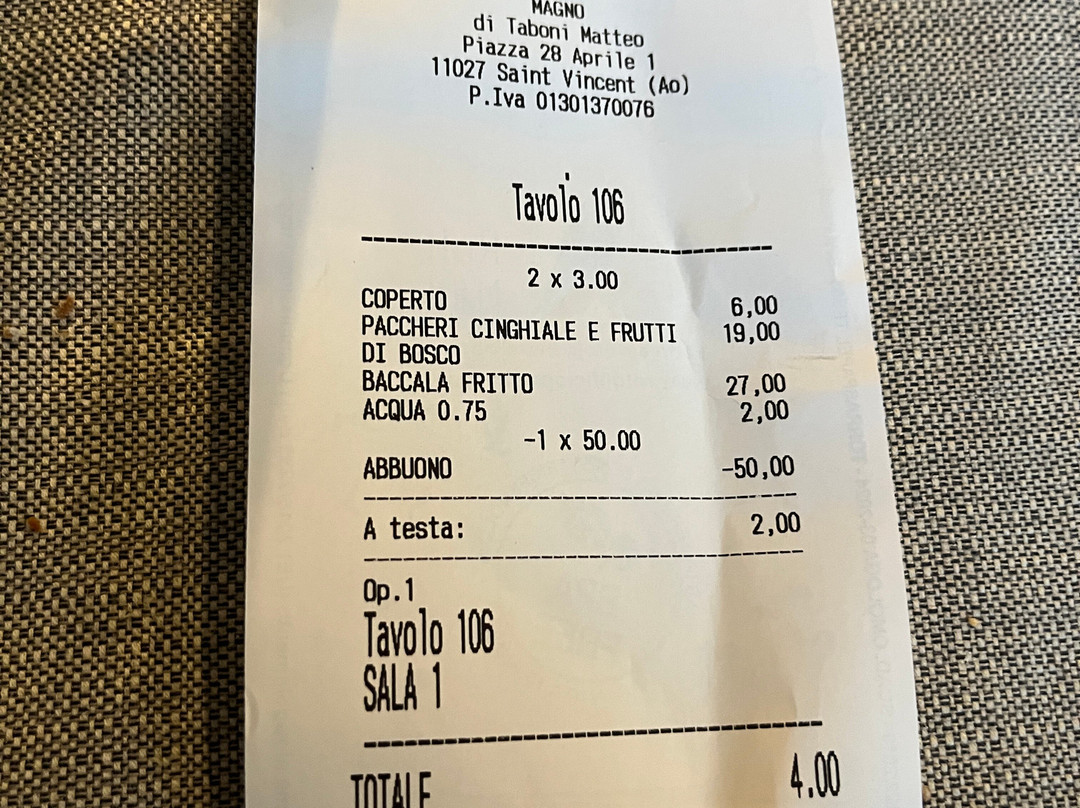 MAGNO
di Taboni Matteo
Piazza 28 Aprile 1
11027 Saint Vincent (Ao)
P.Iva 01301370076
Tavolo 106
2 x 3.00
COPERTO 6,00
PACCHERI CINGHIALE E FRUTTI 19,00
DI BOSCO
BACCALA FRITTO 27,00
ACQUA 0.75 2,00
-1 x 50.00
ABBUONO -50,00
A testa: 2,00
Op.1
Tavolo 106
SALA 1
TOTALE 4.00